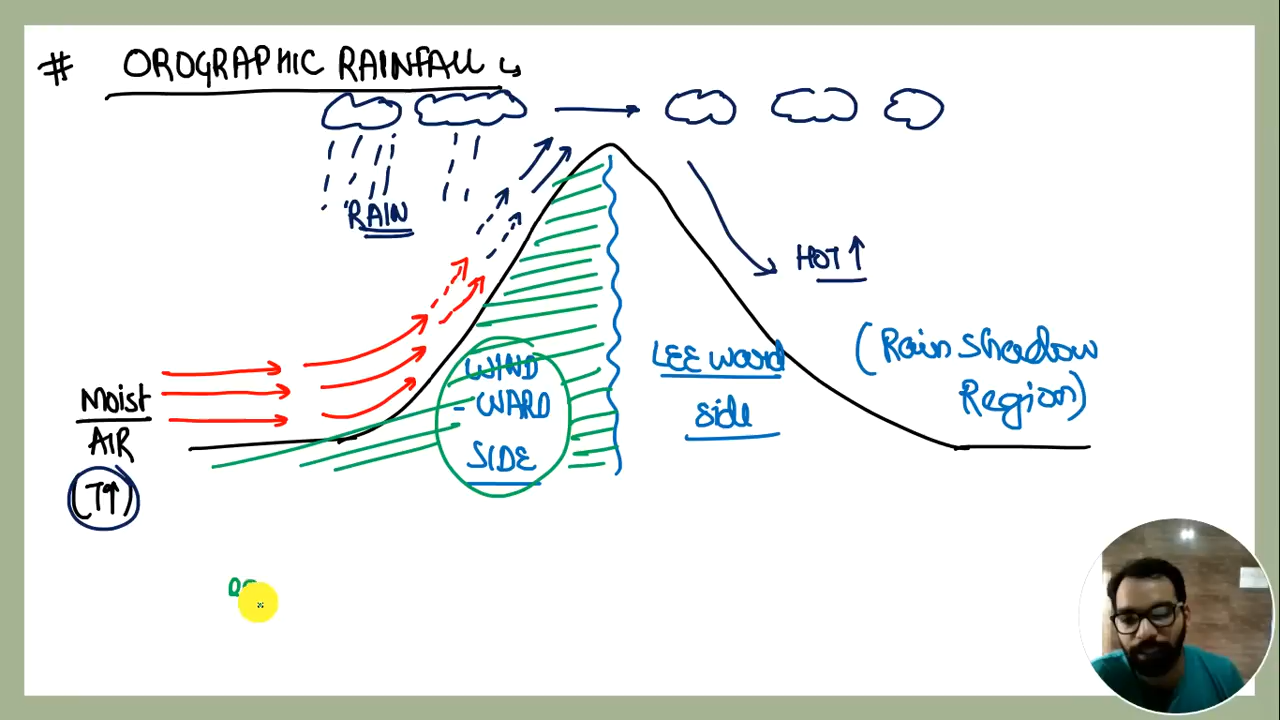 # OROGRAPHIC RAINFALL
RAIN
HOT ↑
WIND
- WARD
SIDE
LEE ward
side
(Rain shadow
Region)
Moist
AIR
(T↑)